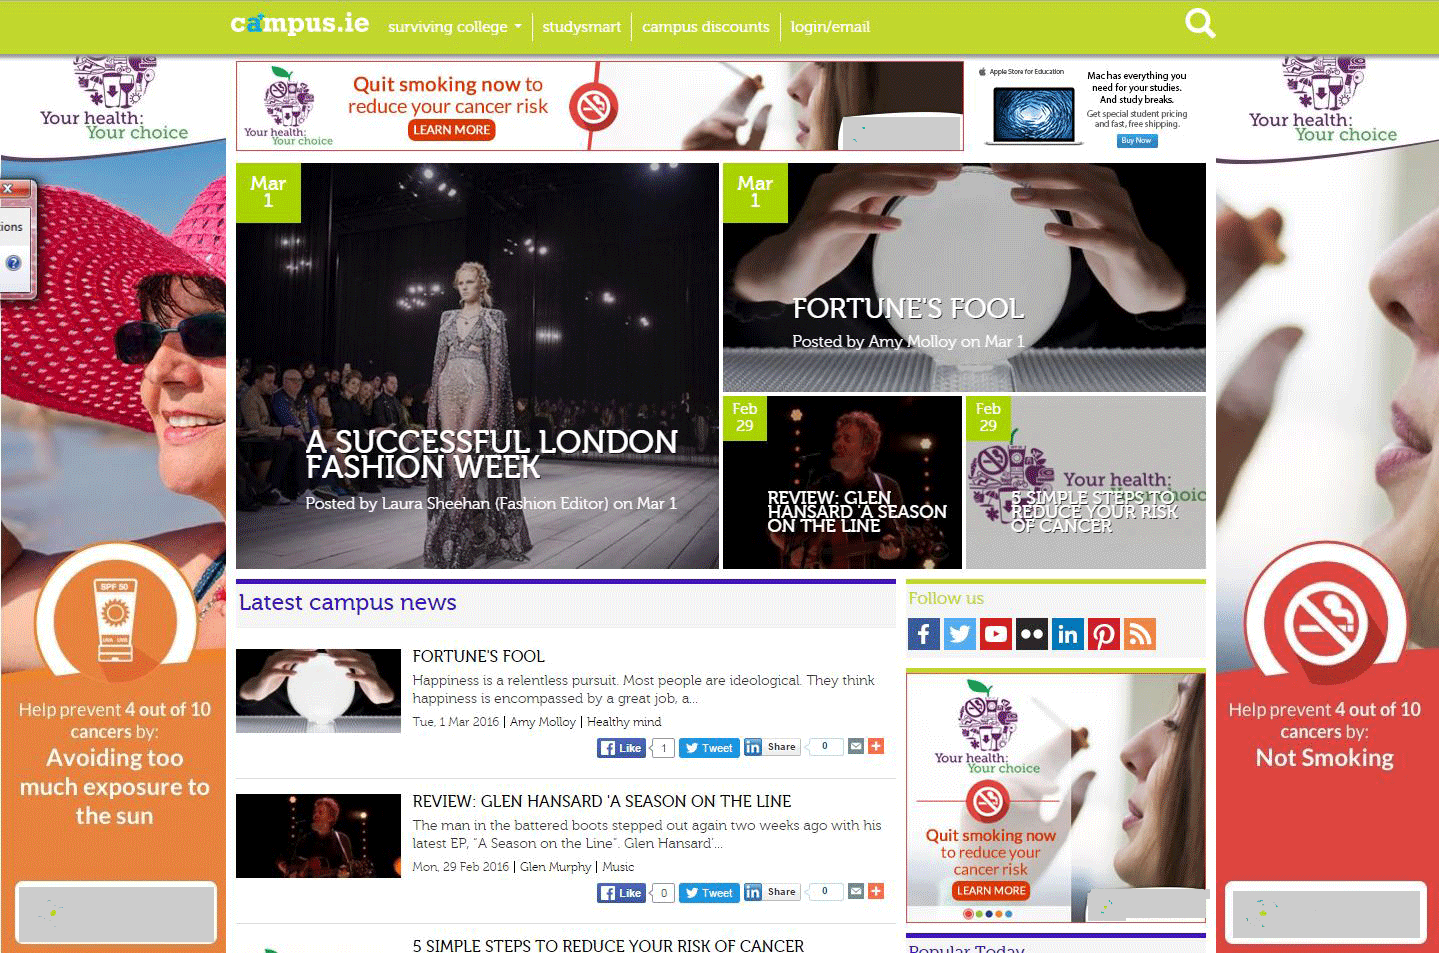 campus.ie
surviving college
studysmart
campus discounts
login/email
Your health:
Your choice
ions
Help prevent 4 out of 10
cancers by:
Avoiding too
much exposure to
the sun
SPF 50
UVA UVB
Your health:
Your choice
Quit smoking now to
reduce your cancer risk
LEARN MORE
Apple Store for Education
Mac has everything you
need for your studies.
And study breaks.
Get special student pricing
and fast, free shipping.
Buy Now
Mar
1
A SUCCESSFUL LONDON
FASHION WEEK
Posted by Laura Sheehan (Fashion Editor) on Mar 1
Mar
1
FORTUNE'S FOOL
Posted by Amy Molloy on Mar 1
Feb
29
REVIEW: GLEN
HANSARD 'A SEASON
ON THE LINE
Feb
29
Your health:
5 SIMPLE STEPS TO
REDUCE YOUR RISK
OF CANCER
Latest campus news
FORTUNE'S FOOL
Happiness is a relentless pursuit. Most people are ideological. They think
happiness is encompassed by a great job, a...
Tue, 1 Mar 2016 | Amy Molloy | Healthy mind
Like 1 Tweet Share 0
REVIEW: GLEN HANSARD 'A SEASON ON THE LINE
The man in the battered boots stepped out again two weeks ago with his
latest EP, "A Season on the Line". Glen Hansard'...
Mon, 29 Feb 2016 | Glen Murphy | Music
Like 0 Tweet Share 0
5 SIMPLE STEPS TO REDUCE YOUR RISK OF CANCER
Follow us
Your health:
Your choice
Quit smoking now
to reduce your
cancer risk
LEARN MORE
Popular Today
Your health:
Your choice
Help prevent 4 out of 10
cancers by:
Not Smoking